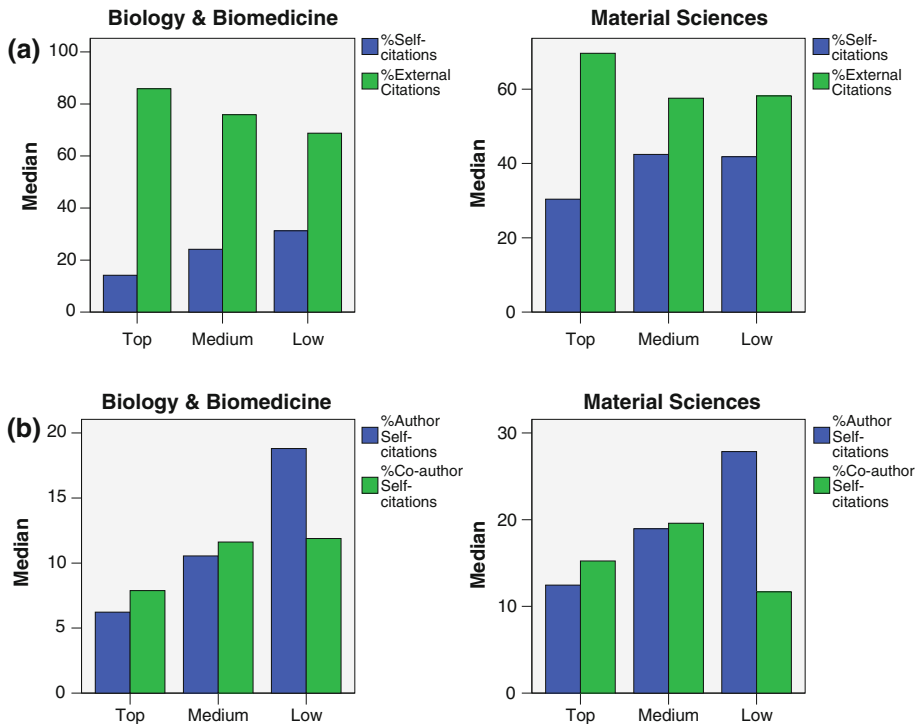 (a)
Biology & Biomedicine
Median
100
80
60
40
20
0
Top Medium Low
%Self-
citations
%External
Citations
Material Sciences
Median
60
40
20
0
Top Medium Low
%Self-
citations
%External
Citations
(b)
Biology & Biomedicine
Median
20
15
10
5
0
Top Medium Low
%Author
Self-
citations
%Co-author
Self-
citations
Material Sciences
Median
30
20
10
0
Top Medium Low
%Author
Self-
citations
%Co-author
Self-
citations